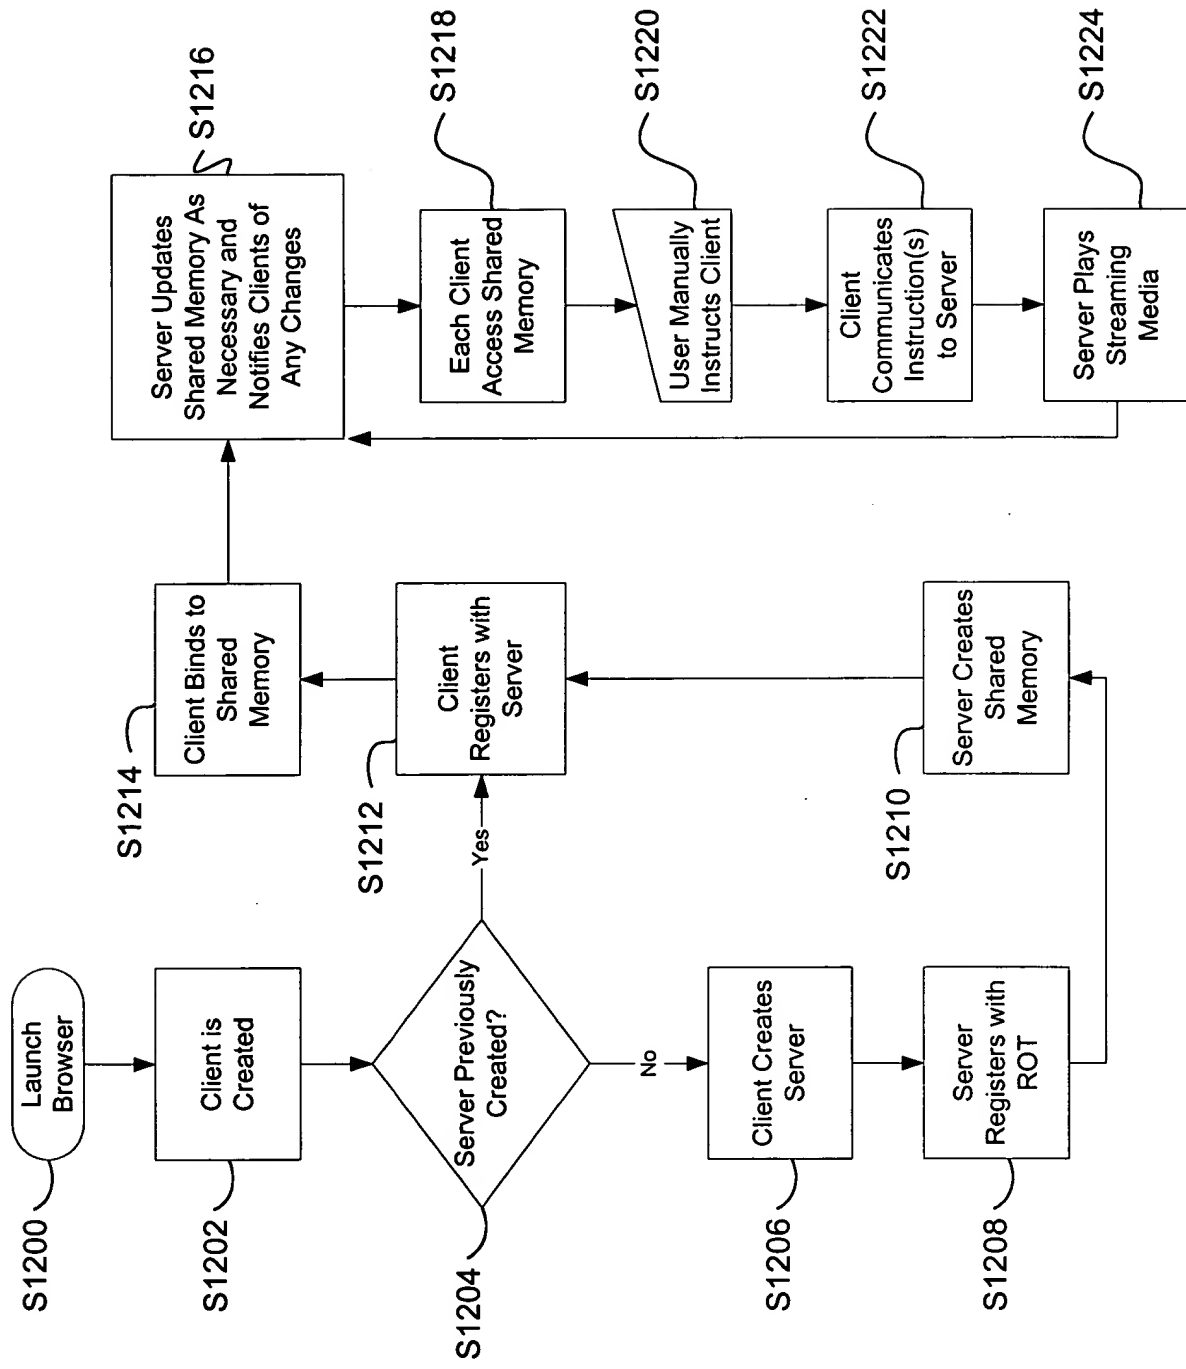 S1200
Launch
Browser
S1202
Client is
Created
S1204
Server Previously
Created?
Yes
No
S1206
Client Creates
Server
S1208
Server
Registers with
ROT
S1210
Server Creates
Shared
Memory
S1212
Client
Registers with
Server
S1214
Client Binds to
Shared
Memory
S1216
Server Updates
Shared Memory As
Necessary and
Notifies Clients of
Any Changes
S1218
Each Client
Access Shared
Memory
S1220
User Manually
Instructs Client
S1222
Client
Communicates
Instruction(s)
to Server
S1224
Server Plays
Streaming
Media